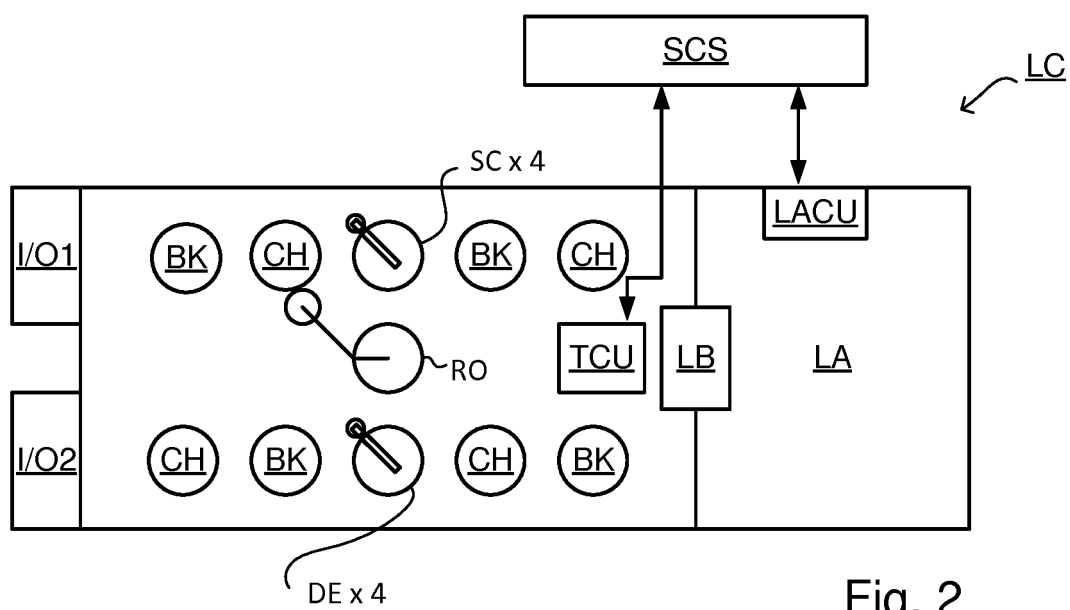 SCS
LC
SC x 4
LACU
I/O1
BK
CH
BK
CH
TCU
LB
LA
RO
I/O2
CH
BK
CH
BK
DE x 4
Fig. 2